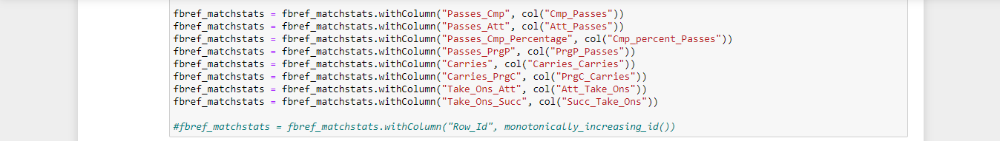 fbref_matchstats = fbref_matchstats.withColumn("Passes_Cmp", col("Cmp_Passes"))
fbref_matchstats = fbref_matchstats.withColumn("Passes_Att", col("Att_Passes"))
fbref_matchstats = fbref_matchstats.withColumn("Passes_Cmp_Percentage", col("Cmp_percent_Passes"))
fbref_matchstats = fbref_matchstats.withColumn("Passes_PrgP", col("PrgP_Passes"))
fbref_matchstats = fbref_matchstats.withColumn("Carries", col("Carries_Carries"))
fbref_matchstats = fbref_matchstats.withColumn("Carries_PrgC", col("PrgC_Carries"))
fbref_matchstats = fbref_matchstats.withColumn("Take_Ons_Att", col("Att_Take_Ons"))
fbref_matchstats = fbref_matchstats.withColumn("Take_Ons_Succ", col("Succ_Take_Ons"))
#fbref_matchstats = fbref_matchstats.withColumn("Row_Id", monotonically_increasing_id())